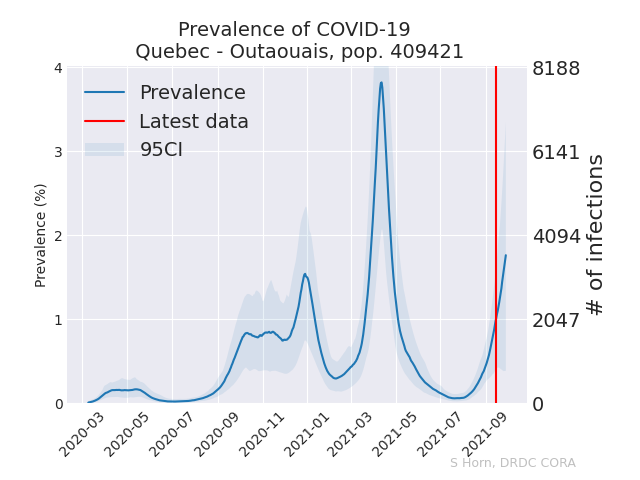 Prevalence of COVID-19
Quebec - Outaouais, pop. 409421
Prevalence
Latest data
95CI
Prevalence (%)
4
3
2
1
0
8188
6141
4094
2047
0
# of infections
2020-03
2020-05
2020-07
2020-09
2020-11
2021-01
2021-03
2021-05
2021-07
2021-09
S Horn, DRDC CORA